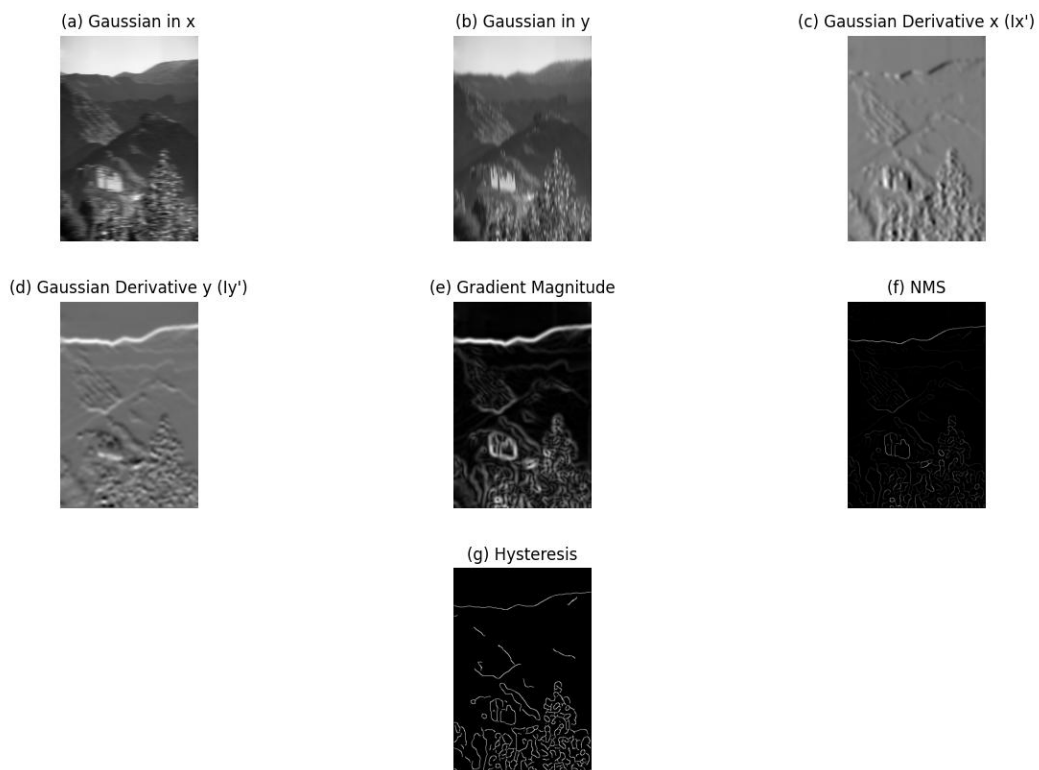 (a) Gaussian in x
(b) Gaussian in y
(c) Gaussian Derivative x (Ix')
(d) Gaussian Derivative y (Iy')
(e) Gradient Magnitude
(f) NMS
(g) Hysteresis